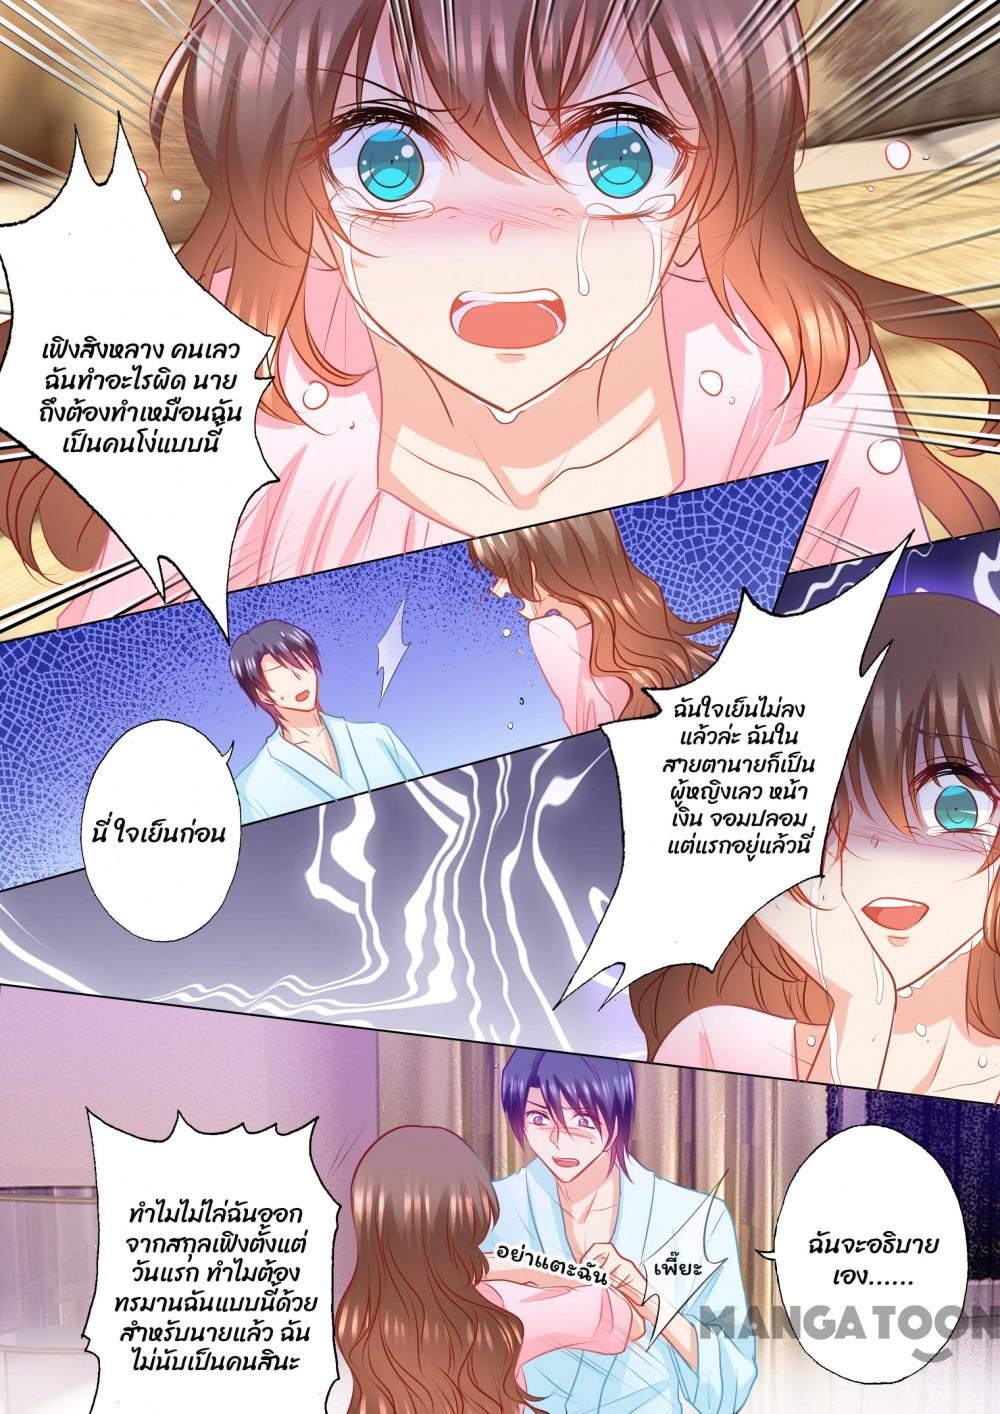 เฟิงสิงหลาง คนเลว
ฉันทำอะไรผิด นาย
ถึงต้องทำเหมือนฉัน
เป็นคนโง่แบบนี้
นี่ ใจเย็นก่อน
ฉันใจเย็นไม่ลง
แล้วล่ะ ฉันใน
สายตานายก็เป็น
ผู้หญิงเลว หน้า
เงิน จอมปลอม
แต่แรกอยู่แล้วนี่
ทำไมไม่ไล่ฉันออก
จากสกุลเฟิงตั้งแต่
วันแรก ทำไมต้อง
ทรมานฉันแบบนี้ด้วย
สำหรับนายแล้ว ฉัน
ไม่นับเป็นคนสินะ
อย่าแตะฉัน
เพี๊ยะ
ฉันจะอธิบาย
เอง......
MANGATOON